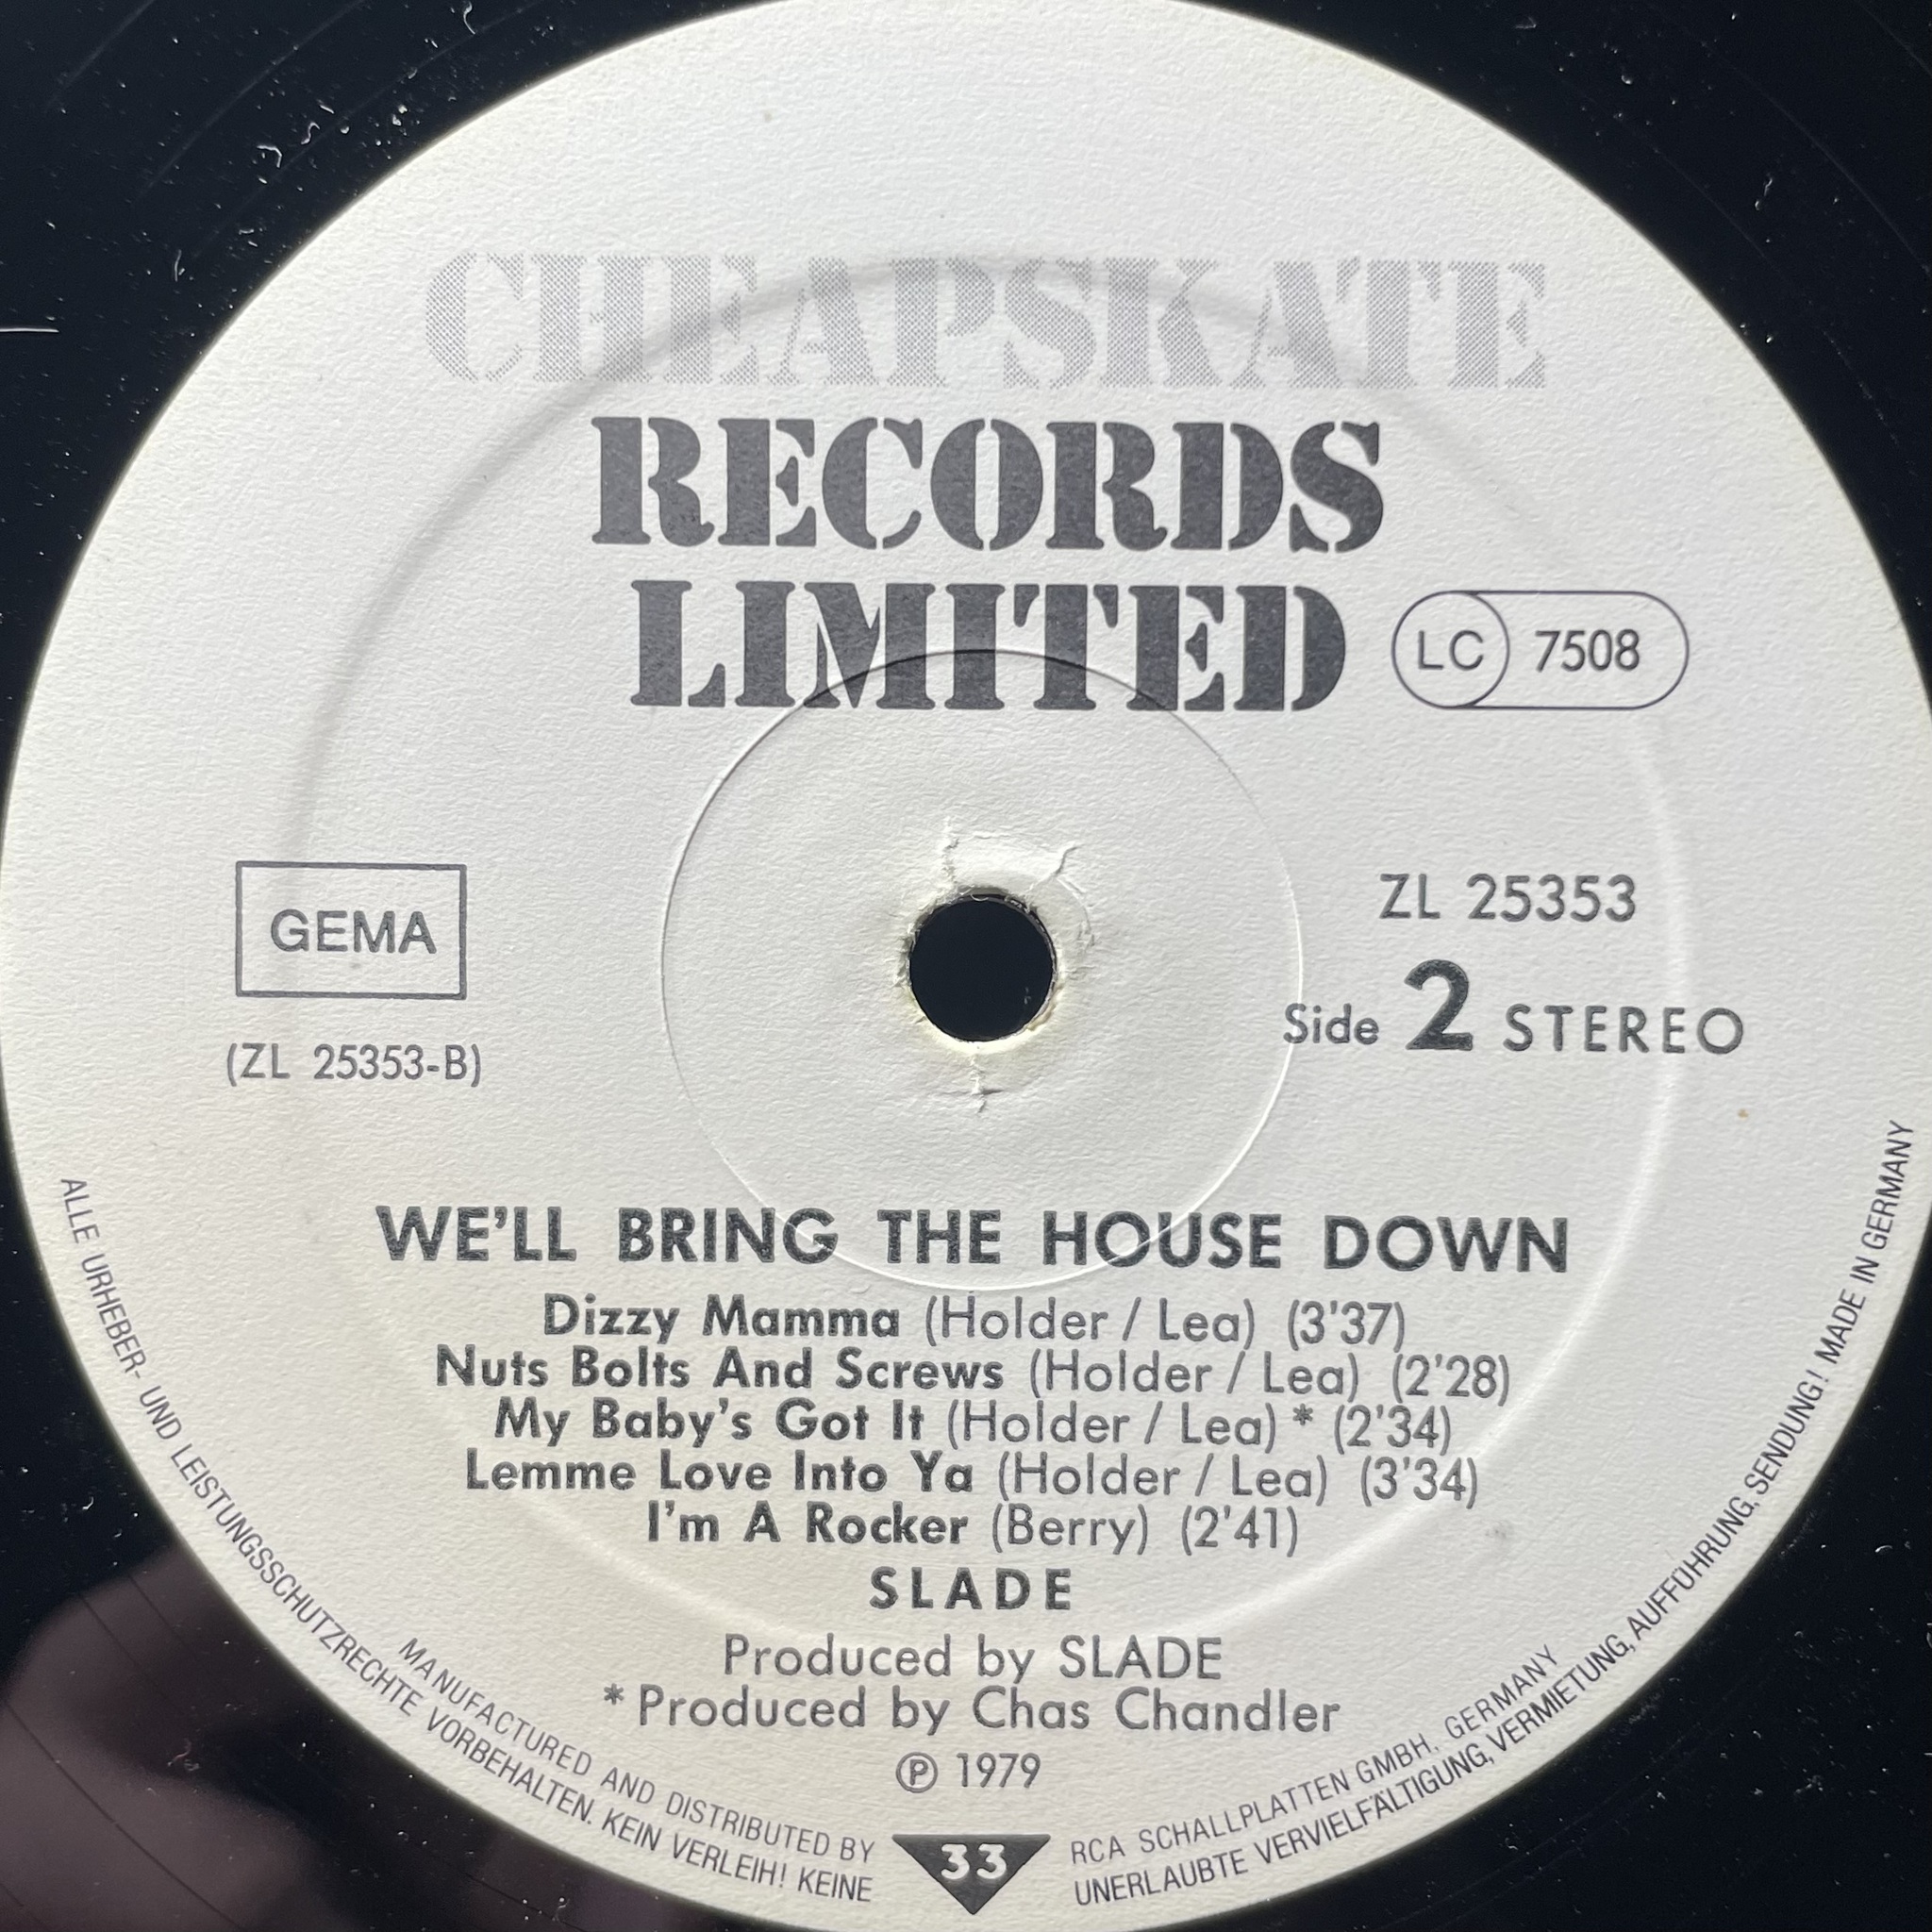 CHEAPSKATE
RECORDS
LIMITED
LC 7508
GEMA
(ZL 25353-B)
ZL 25353
Side 2 STEREO
WE'LL BRING THE HOUSE DOWN
Dizzy Mamma (Holder / Lea) (3'37)
Nuts Bolts And Screws (Holder / Lea) (2'28)
My Baby's Got It (Holder / Lea) * (2'34)
Lemme Love Into Ya (Holder / Lea) (3'34)
I'm A Rocker (Berry) (2'41)
SLADE
Produced by SLADE
* Produced by Chas Chandler
℗ 1979
33
MANUFACTURED AND DISTRIBUTED BY RCA SCHALLPLATTEN GMBH, GERMANY
ALLE URHEBER- UND LEISTUNGSSCHUTZRECHTE VORBEHALTEN. KEIN VERLEIH! KEINE UNERLAUBTE VERVIELFÄLTIGUNG, VERMIETUNG, AUFFÜHRUNG, SENDUNG! MADE IN GERMANY